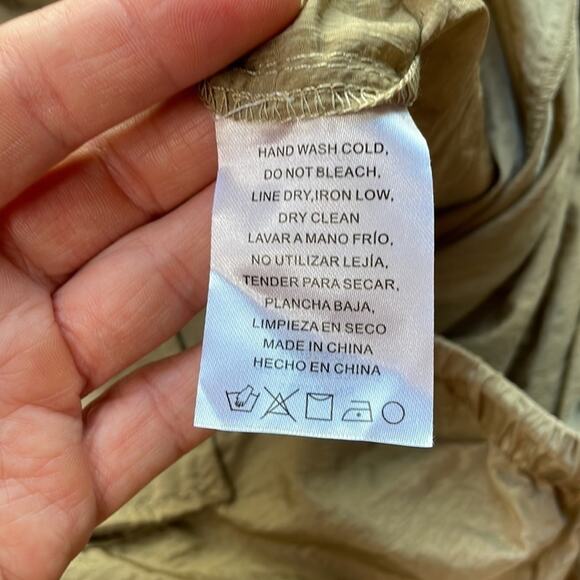 HAND WASH COLD,
DO NOT BLEACH,
LINE DRY,IRON LOW,
DRY CLEAN
LAVAR A MANO FRÍO,
NO UTILIZAR LEJÍA,
TENDER PARA SECAR,
PLANCHA BAJA,
LIMPIEZA EN SECO
MADE IN CHINA
HECHO EN CHINA